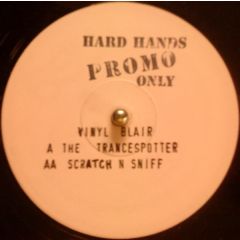 HARD HANDS
PROMO
ONLY
VINYL BLAIR
A THE TRANCESPOTTER
AA SCRATCH N SNIFF